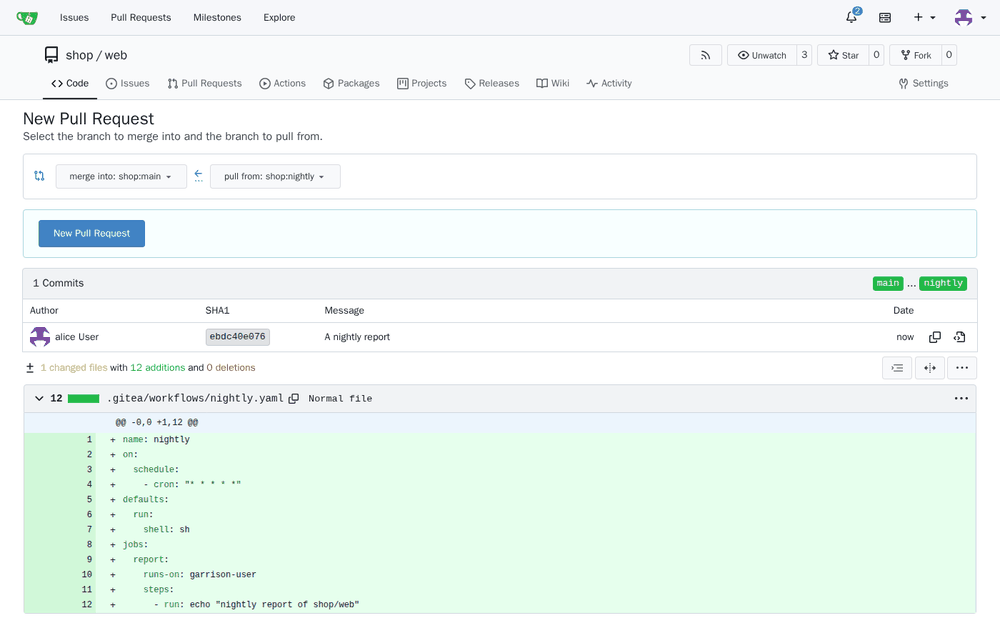 Issues Pull Requests Milestones Explore 2
shop / web Unwatch 3 Star 0 Fork 0
Code Issues Pull Requests Actions Packages Projects Releases Wiki Activity Settings
New Pull Request
Select the branch to merge into and the branch to pull from.
merge into: shop:main pull from: shop:nightly
New Pull Request
1 Commits main ... nightly
Author SHA1 Message Date
alice User ebdc40e076 A nightly report now
1 changed files with 12 additions and 0 deletions
12 .gitea/workflows/nightly.yaml Normal file
@@ -0,0 +1,12 @@
1 + name: nightly
2 + on:
3 + schedule:
4 + - cron: "* * * * *"
5 + defaults:
6 + run:
7 + shell: sh
8 + jobs:
9 + report:
10 + runs-on: garrison-user
11 + steps:
12 + - run: echo "nightly report of shop/web"